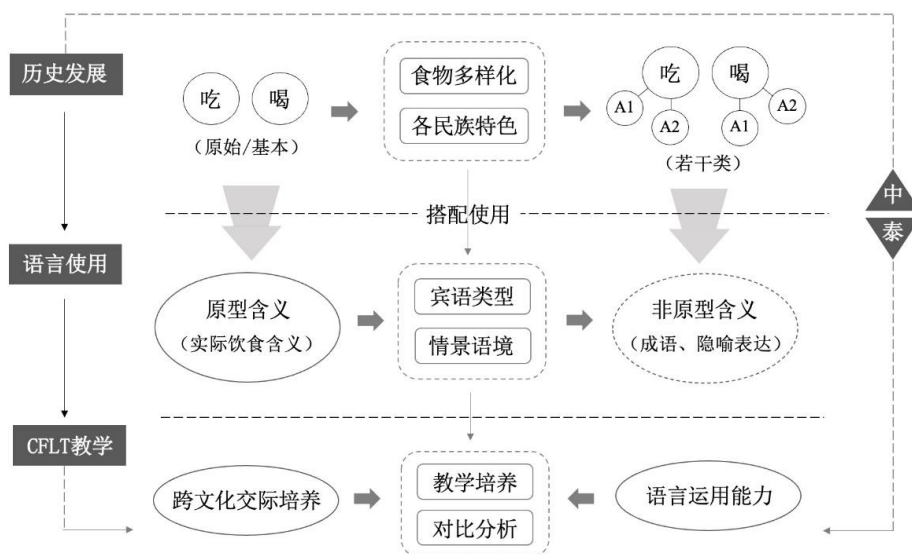 历史发展
吃
喝
（原始/基本）
食物多样化
各民族特色
吃
喝
A1
A2
A1
A2
（若干类）
中
泰
搭配使用
语言使用
原型含义
（实际饮食含义）
宾语类型
情景语境
非原型含义
（成语、隐喻表达）
CFLT教学
跨文化交际培养
教学培养
对比分析
语言运用能力